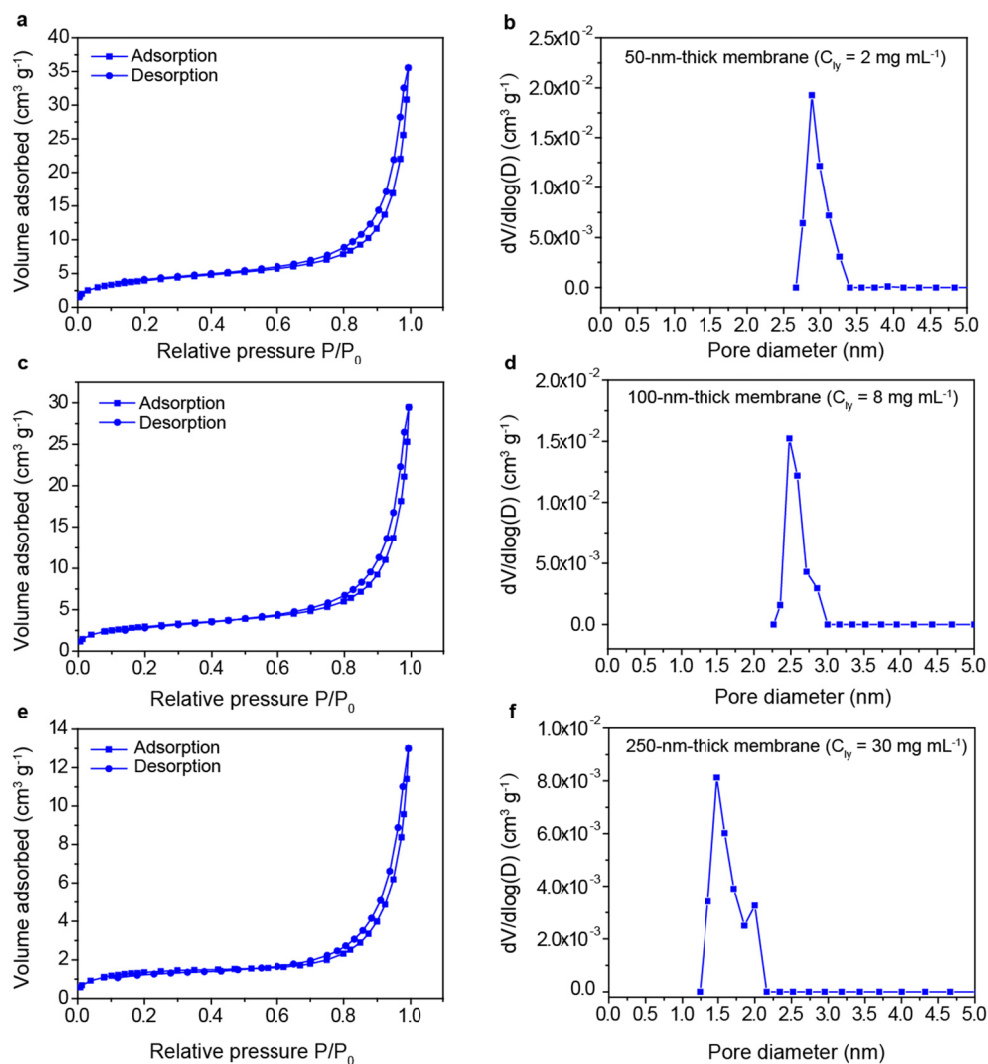 a
Volume adsorbed (cm³ g⁻¹)
40
35
30
25
20
15
10
5
0
Adsorption
Desorption
0.0 0.2 0.4 0.6 0.8 1.0
Relative pressure P/P₀
b
dV/dlog(D) (cm³ g⁻¹)
2.5x10⁻²
2.0x10⁻²
1.5x10⁻²
1.0x10⁻²
5.0x10⁻³
0.0
50-nm-thick membrane (C_ly = 2 mg mL⁻¹)
0.0 0.5 1.0 1.5 2.0 2.5 3.0 3.5 4.0 4.5 5.0
Pore diameter (nm)
c
Volume adsorbed (cm³ g⁻¹)
30
25
20
15
10
5
0
Adsorption
Desorption
0.0 0.2 0.4 0.6 0.8 1.0
Relative pressure P/P₀
d
dV/dlog(D) (cm³ g⁻¹)
2.0x10⁻²
1.5x10⁻²
1.0x10⁻²
5.0x10⁻³
0.0
100-nm-thick membrane (C_ly = 8 mg mL⁻¹)
0.0 0.5 1.0 1.5 2.0 2.5 3.0 3.5 4.0 4.5 5.0
Pore diameter (nm)
e
Volume adsorbed (cm³ g⁻¹)
14
12
10
8
6
4
2
0
Adsorption
Desorption
0.0 0.2 0.4 0.6 0.8 1.0
Relative pressure P/P₀
f
dV/dlog(D) (cm³ g⁻¹)
1.0x10⁻²
8.0x10⁻³
6.0x10⁻³
4.0x10⁻³
2.0x10⁻³
0.0
250-nm-thick membrane (C_ly = 30 mg mL⁻¹)
0.0 0.5 1.0 1.5 2.0 2.5 3.0 3.5 4.0 4.5 5.0
Pore diameter (nm)